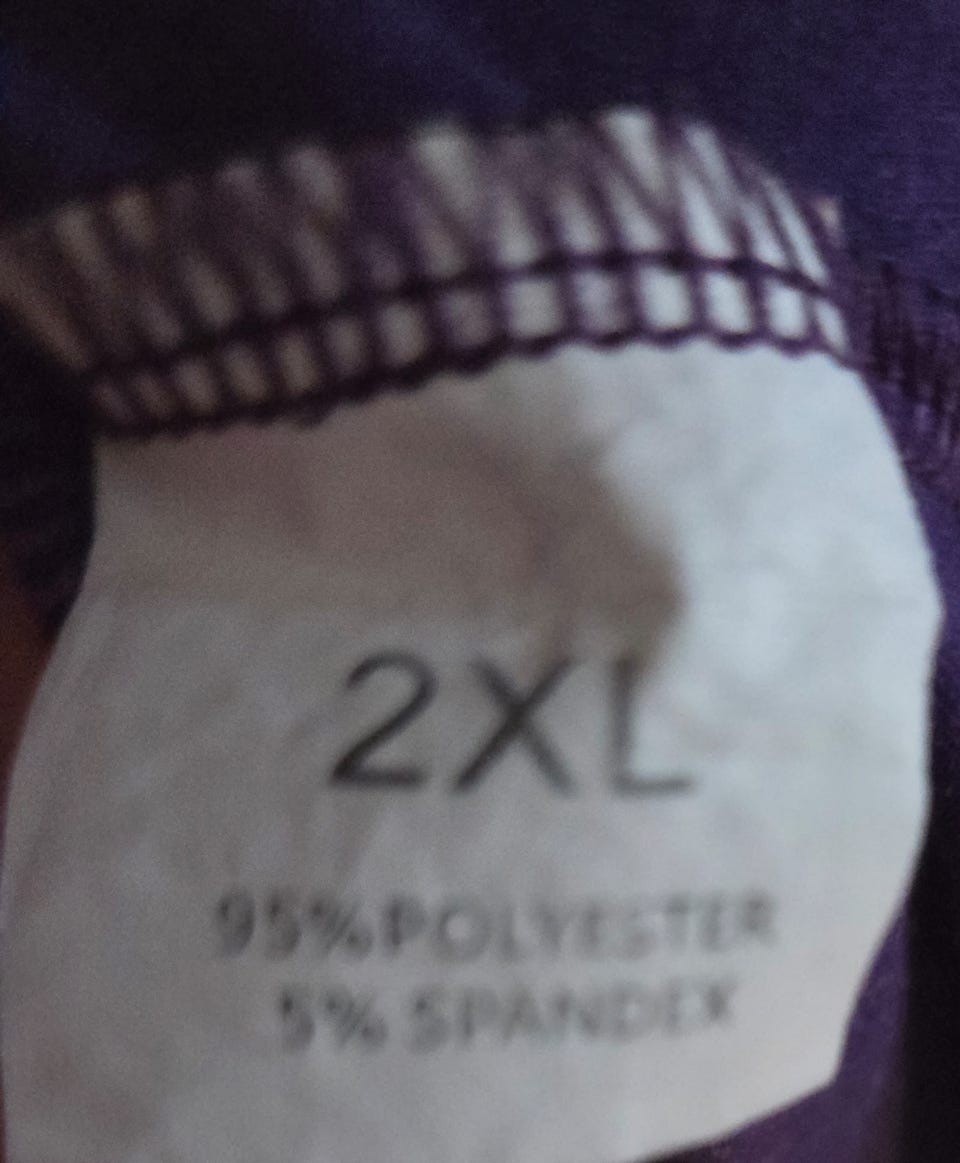 2XL
95%POLYESTER
5% SPANDEX